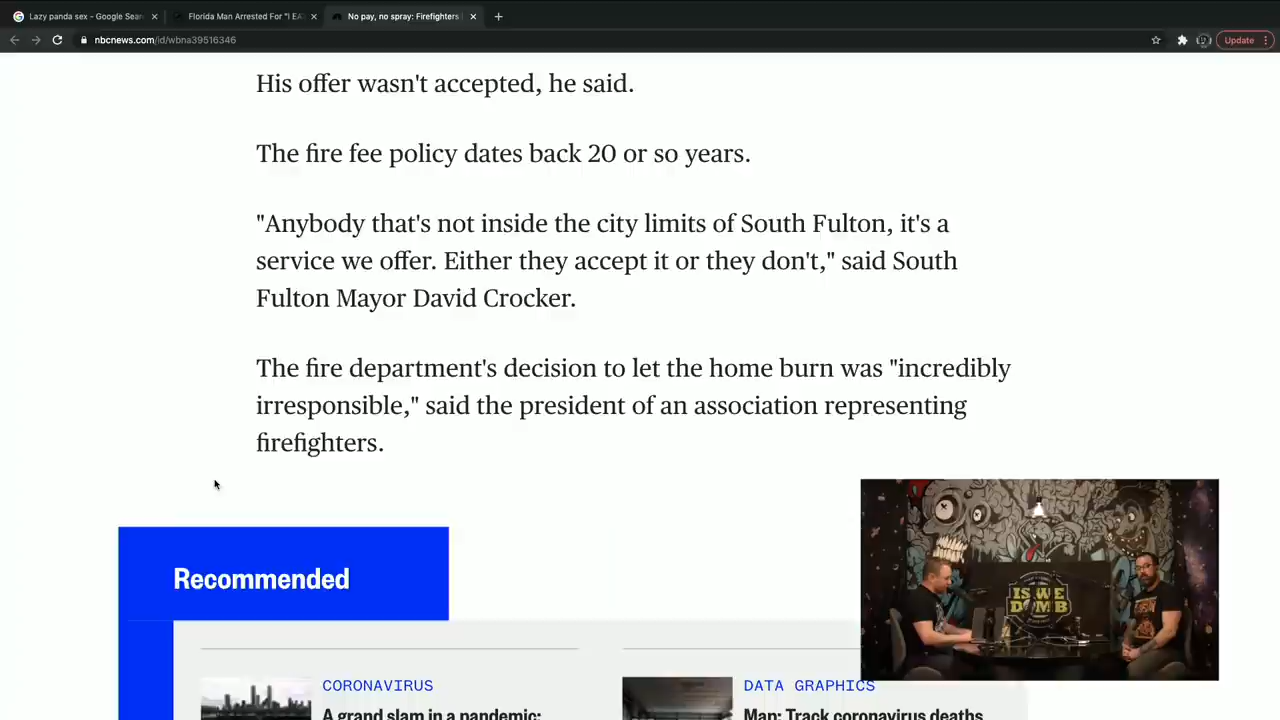 Lazy panda sex - Google Sear
Florida Man Arrested For "I EA
No pay, no spray: Firefighters
nbcnews.com/id/wbna39516346
Update
His offer wasn't accepted, he said.
The fire fee policy dates back 20 or so years.
"Anybody that's not inside the city limits of South Fulton, it's a
service we offer. Either they accept it or they don't," said South
Fulton Mayor David Crocker.
The fire department's decision to let the home burn was "incredibly
irresponsible," said the president of an association representing
firefighters.
Recommended
IS WE
DOMB
CORONAVIRUS
DATA GRAPHICS
A grand slam in a pandemic:
Map: Track coronavirus deaths